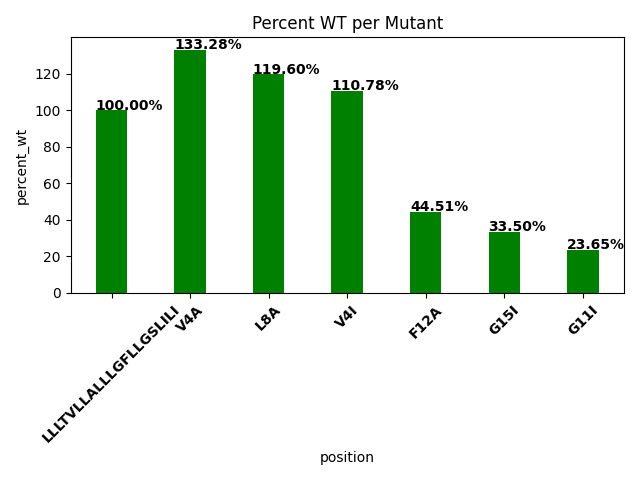 Percent WT per Mutant
percent_wt
120
100
80
60
40
20
0
100.00%
133.28%
119.60%
110.78%
44.51%
33.50%
23.65%
LLLTVLLALLLGFLLGSLILI
V4A
L8A
V4I
F12A
G15I
G11I
position